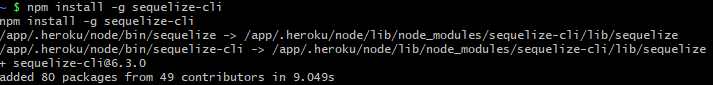 ~ $ npm install -g sequelize-cli
npm install -g sequelize-cli
/app/.heroku/node/bin/sequelize -> /app/.heroku/node/lib/node_modules/sequelize-cli/lib/sequelize
/app/.heroku/node/bin/sequelize-cli -> /app/.heroku/node/lib/node_modules/sequelize-cli/lib/sequelize
+ sequelize-cli@6.3.0
added 80 packages from 49 contributors in 9.049s